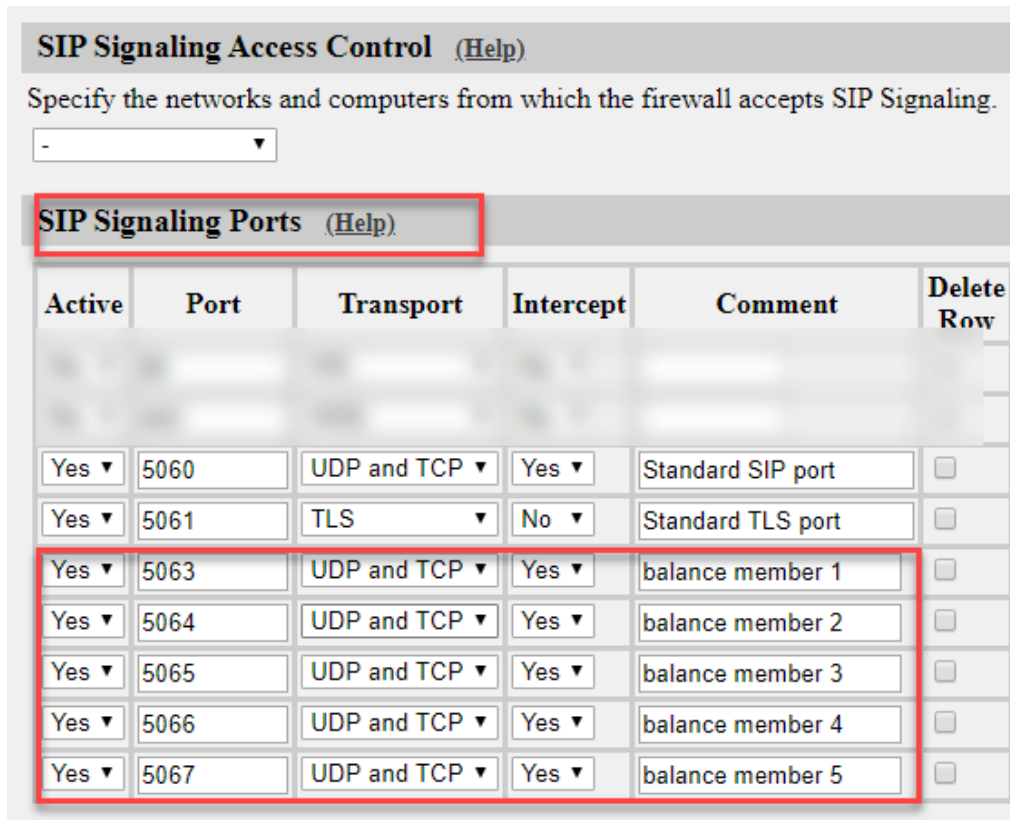 SIP Signaling Access Control (Help)
Specify the networks and computers from which the firewall accepts SIP Signaling.
-
SIP Signaling Ports (Help)
Active Port Transport Intercept Comment Delete Row
Yes 5060 UDP and TCP Yes Standard SIP port
Yes 5061 TLS No Standard TLS port
Yes 5063 UDP and TCP Yes balance member 1
Yes 5064 UDP and TCP Yes balance member 2
Yes 5065 UDP and TCP Yes balance member 3
Yes 5066 UDP and TCP Yes balance member 4
Yes 5067 UDP and TCP Yes balance member 5